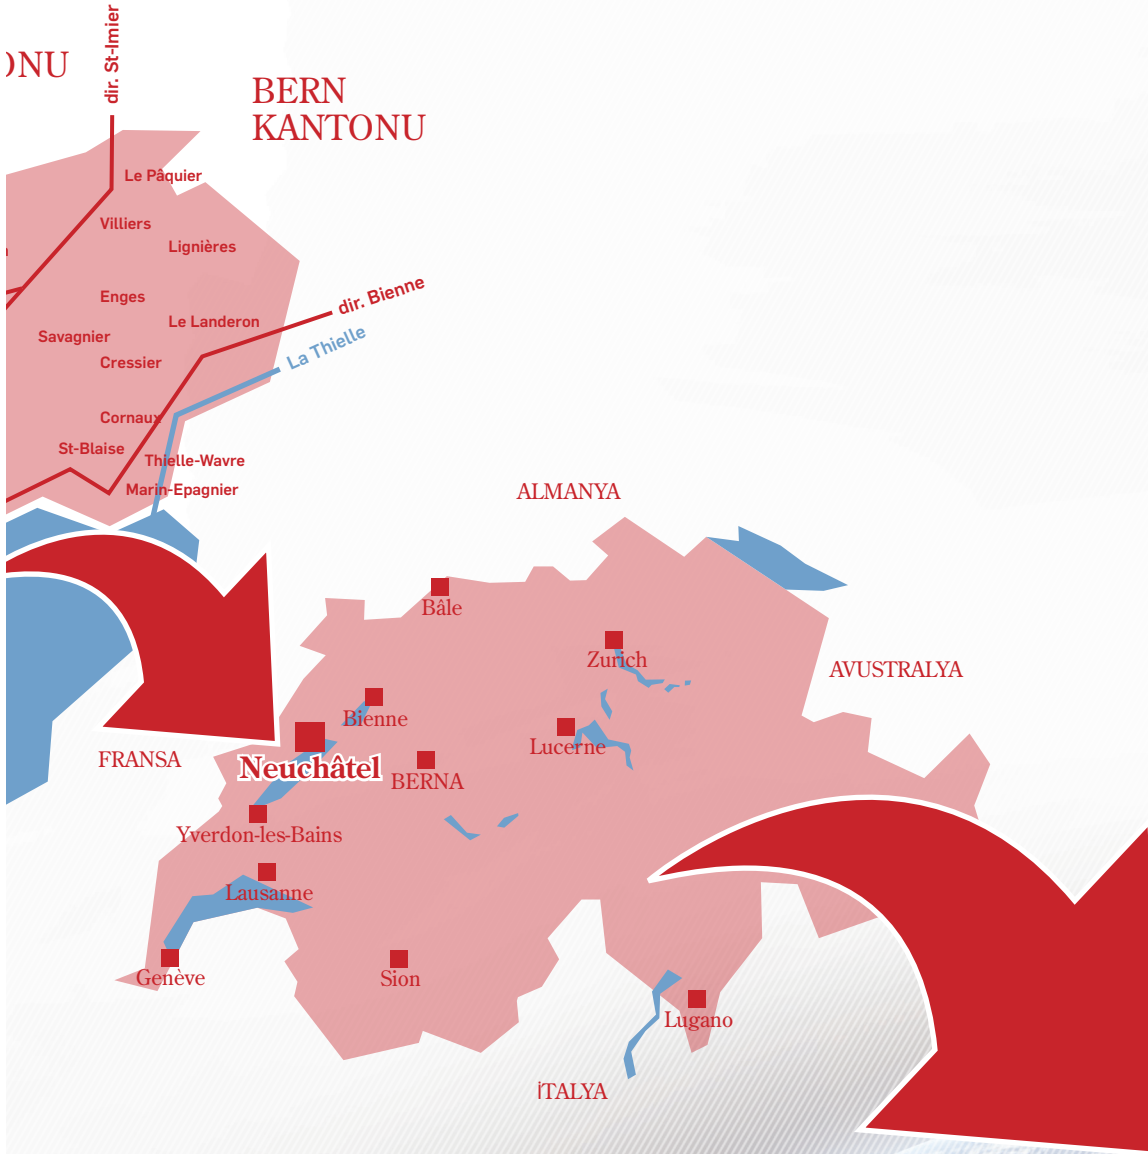 dir. St-Imier
ONU
BERN
KANTONU
Le Pâquier
Villiers
Lignières
Enges
Le Landeron
dir. Bienne
Savagnier
La Thielle
Cressier
Cornaux
St-Blaise
Thielle-Wavre
Marin-Epagnier
ALMANYA
Bâle
Zurich
AVUSTRALYA
Bienne
Lucerne
FRANSA
Neuchâtel
BERNA
Yverdon-les-Bains
Lausanne
Genève
Sion
Lugano
İTALYA